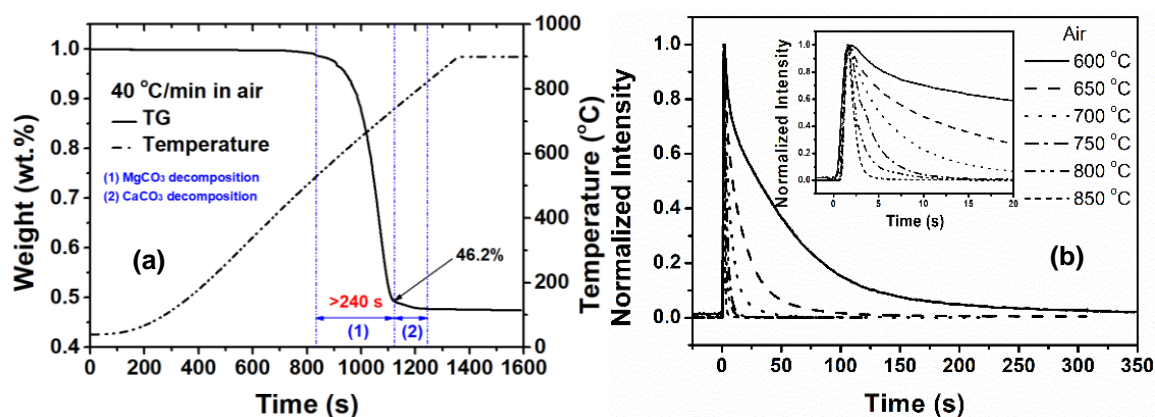 1.0
0.9
0.8
0.7
0.6
0.5
0.4
Weight (wt.%)
40 °C/min in air
TG
Temperature
(1) MgCO3 decomposition
(2) CaCO3 decomposition
(a)
46.2%
>240 s
(1)
(2)
1000
900
800
700
600
500
400
300
200
100
0
Temperature (°C)
0 200 400 600 800 1000 1200 1400 1600
Time (s)
1.0
0.8
0.6
0.4
0.2
0.0
Normalized Intensity
1.0
0.8
0.6
0.4
0.2
0.0
Normalized Intensity
0 5 10 15 20
Time (s)
Air
600 °C
650 °C
700 °C
750 °C
800 °C
850 °C
(b)
0 50 100 150 200 250 300 350
Time (s)